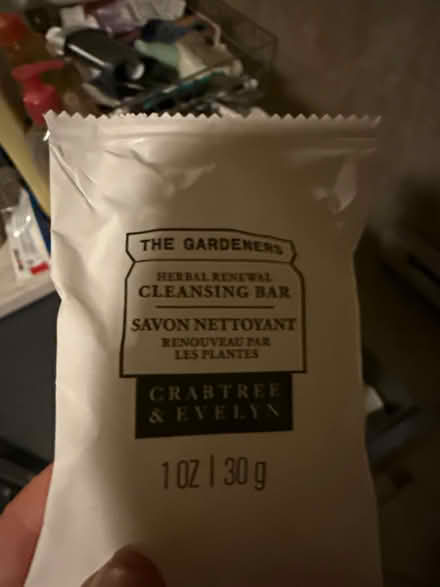 THE GARDENERS
HERBAL RENEWAL
CLEANSING BAR
SAVON NETTOYANT
RENOUVEAU PAR
LES PLANTES
CRABTREE
& EVELYN
1 OZ | 30 g